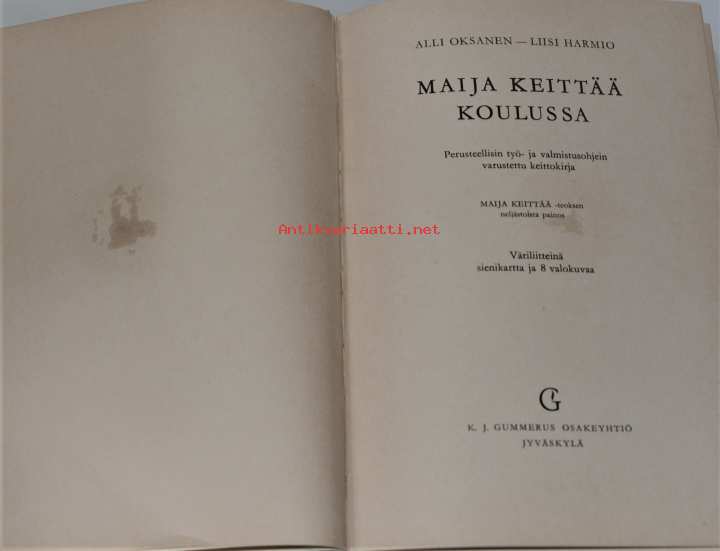 ALLI OKSANEN — LIISI HARMIO
MAIJA KEITTÄÄ
KOULUSSA
Perusteellisin työ- ja valmistusohjein
varustettu keittokirja
MAIJA KEITTÄÄ -teoksen
neljästoista painos
Antikvariaatti.net
Väriliitteinä
sienikartta ja 8 valokuvaa
G
K. J. GUMMERUS OSAKEYHTIÖ
JYVÄSKYLÄ